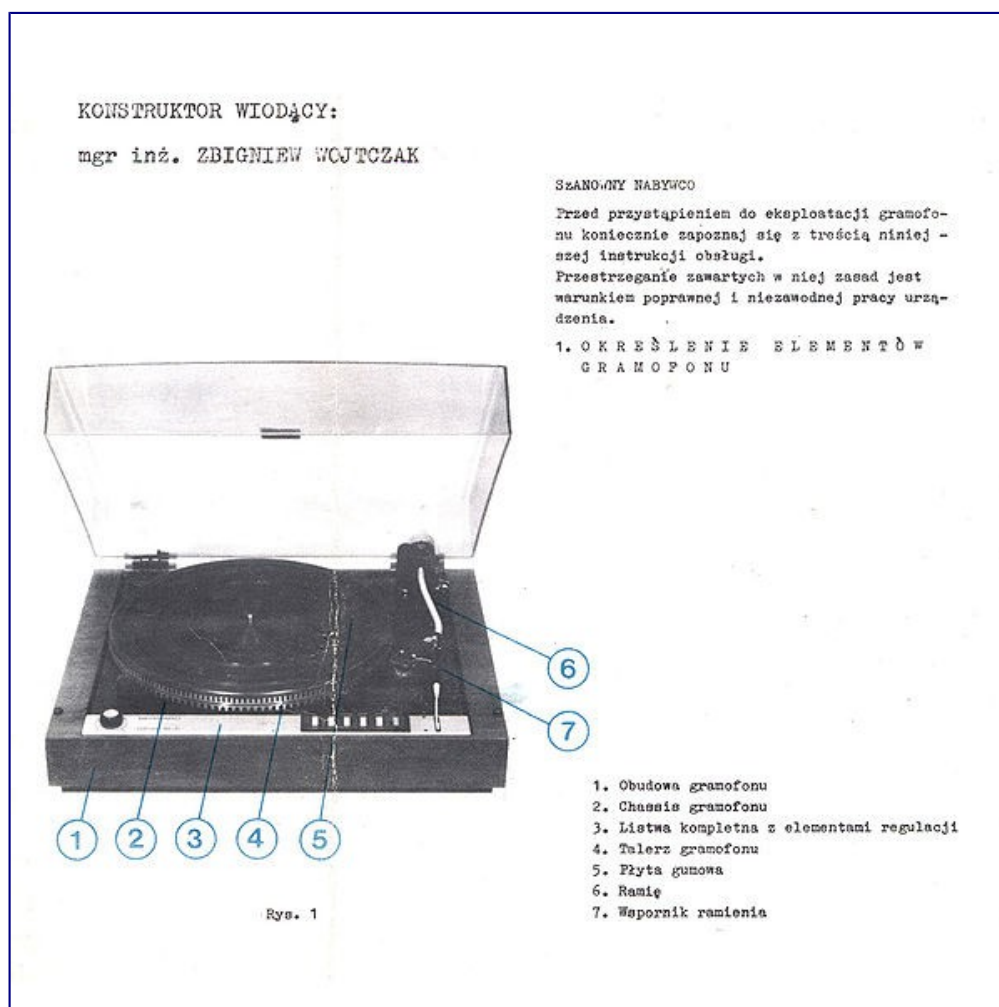 KONSTRUKTOR WIODĄCY:
mgr inż. ZBIGNIEW WOJTCZAK
SZANOWNY NABYWCO
Przed przystąpieniem do eksploatacji gramofo-
nu koniecznie zapoznaj się z treścią niniej -
szej instrukcji obsługi.
Przestrzeganie zawartych w niej zasad jest
warunkiem poprawnej i niezawodnej pracy urzą-
dzenia.
1. O K R E Ś L E N I E   E L E M E N T Ó W
G R A M O F O N U
6
7
1 2 3 4 5
Rys. 1
1. Obudowa gramofonu
2. Chassis gramofonu
3. Listwa kompletna z elementami regulacji
4. Talerz gramofonu
5. Płyta gumowa
6. Ramię
7. Wspornik ramienia